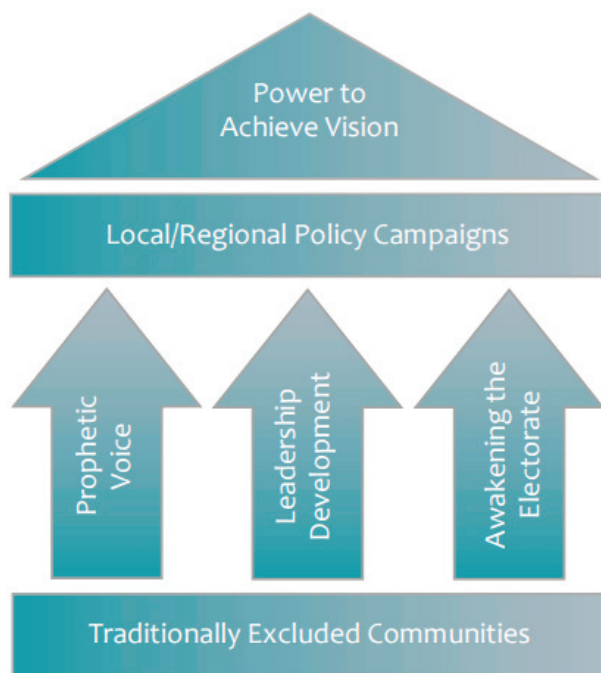 Power to
Achieve Vision
Local/Regional Policy Campaigns
Prophetic
Voice
Leadership
Development
Awakening the
Electorate
Traditionally Excluded Communities